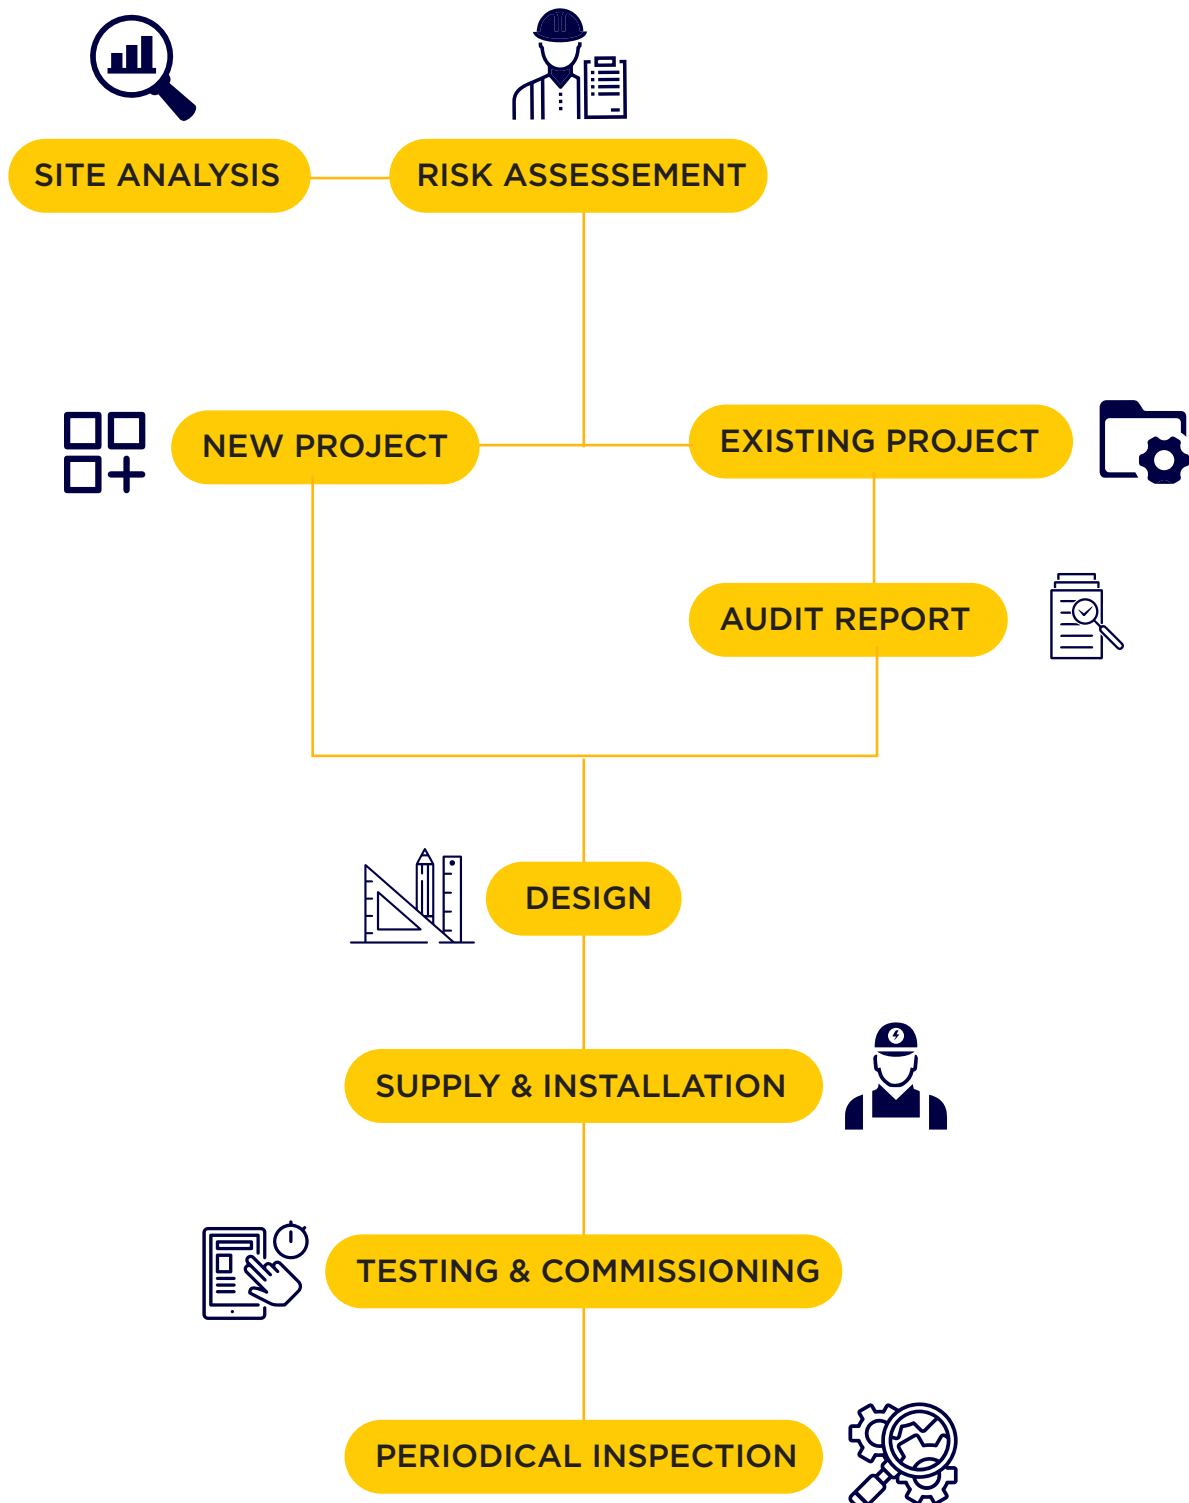 SITE ANALYSIS
RISK ASSESSEMENT
NEW PROJECT
EXISTING PROJECT
AUDIT REPORT
DESIGN
SUPPLY & INSTALLATION
TESTING & COMMISSIONING
PERIODICAL INSPECTION